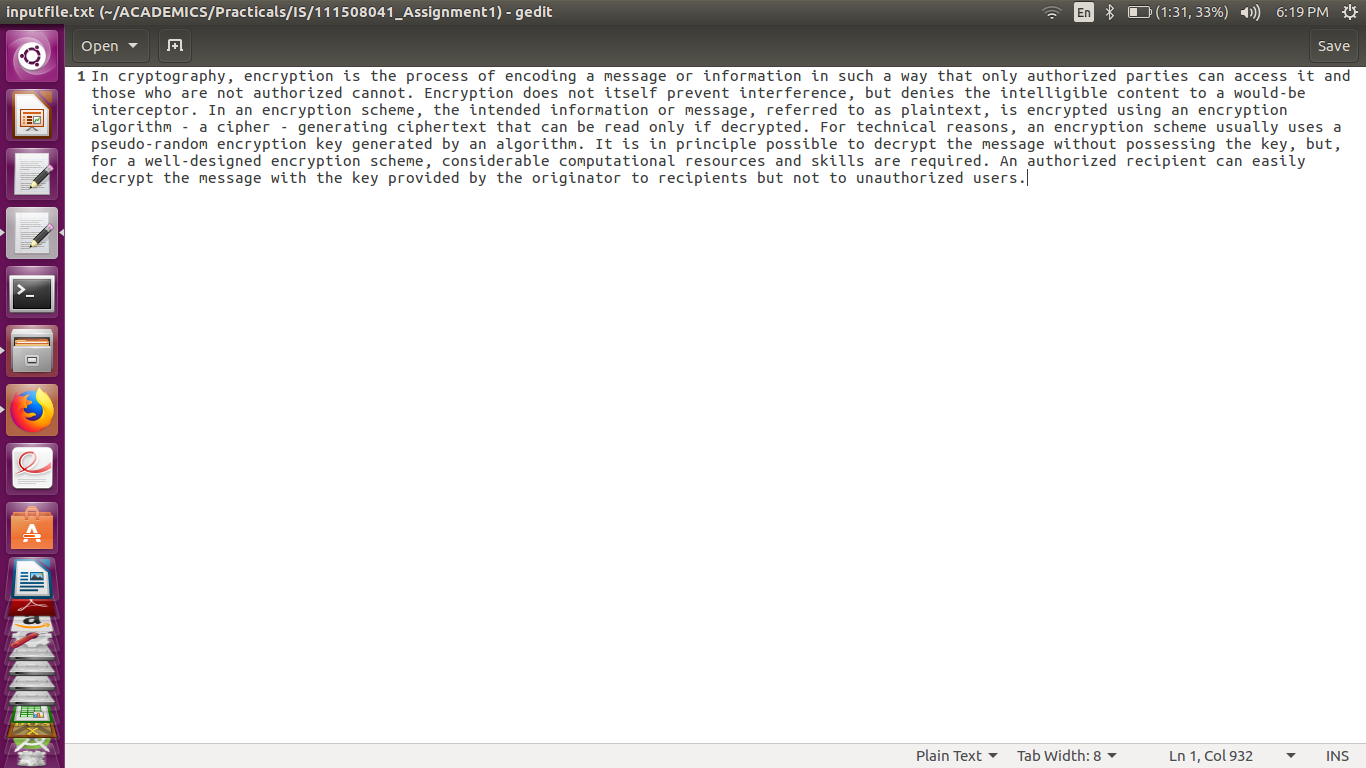 inputfile.txt (~/ACADEMICS/Practicals/IS/111508041_Assignment1) - gedit
En
(1:31, 33%)
6:19 PM
Open
Save
1 In cryptography, encryption is the process of encoding a message or information in such a way that only authorized parties can access it and
those who are not authorized cannot. Encryption does not itself prevent interference, but denies the intelligible content to a would-be
interceptor. In an encryption scheme, the intended information or message, referred to as plaintext, is encrypted using an encryption
algorithm - a cipher - generating ciphertext that can be read only if decrypted. For technical reasons, an encryption scheme usually uses a
pseudo-random encryption key generated by an algorithm. It is in principle possible to decrypt the message without possessing the key, but,
for a well-designed encryption scheme, considerable computational resources and skills are required. An authorized recipient can easily
decrypt the message with the key provided by the originator to recipients but not to unauthorized users.
Plain Text
Tab Width: 8
Ln 1, Col 932
INS